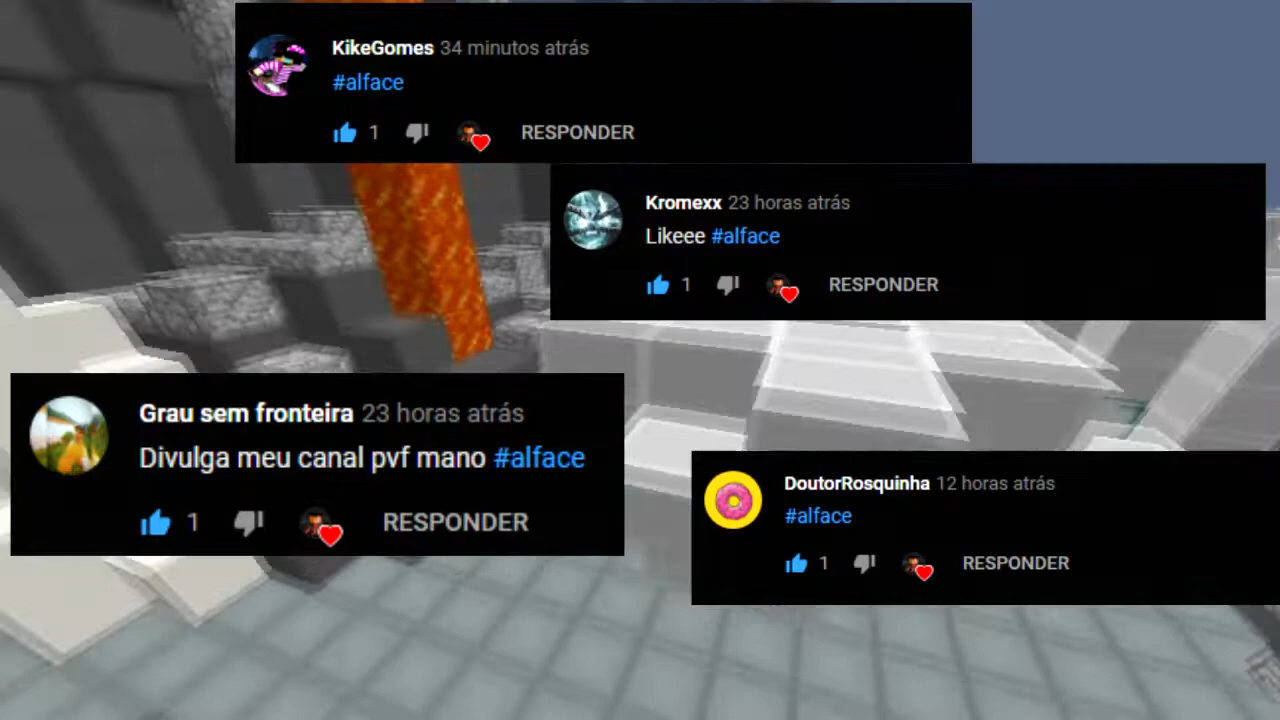 KikeGomes 34 minutos atrás
#alface
1 RESPONDER
Kromexx 23 horas atrás
Likeee #alface
1 RESPONDER
Grau sem fronteira 23 horas atrás
Divulga meu canal pvf mano #alface
1 RESPONDER
DoutorRosquinha 12 horas atrás
#alface
1 RESPONDER